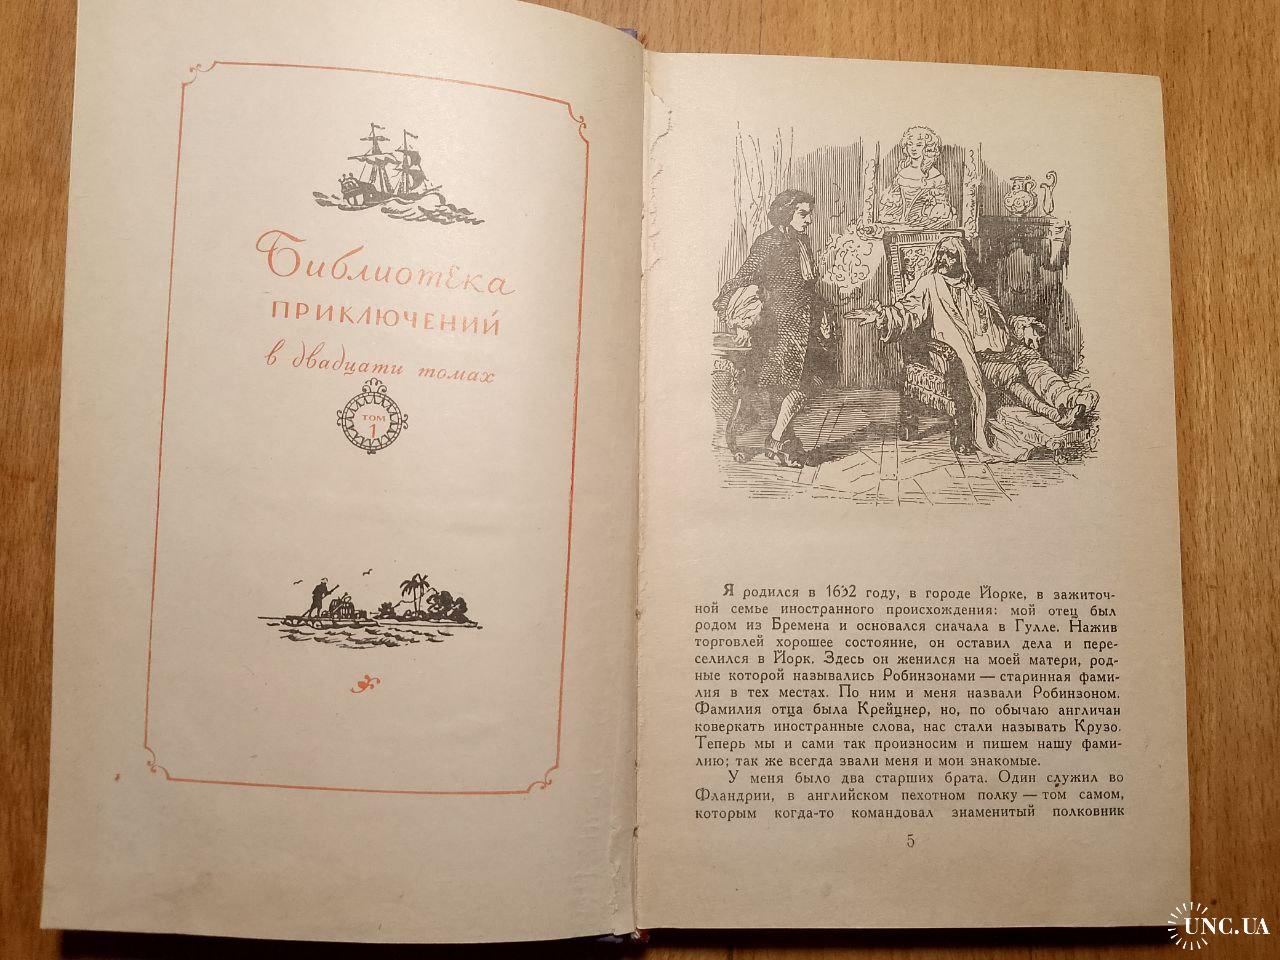 Библиотека
ПРИКЛЮЧЕНИЙ
в двадцати томах
ТОМ
1
Я родился в 1632 году, в городе Йорке, в зажиточ-
ной семье иностранного происхождения: мой отец был
родом из Бремена и основался сначала в Гулле. Нажив
торговлей хорошее состояние, он оставил дела и пере-
селился в Йорк. Здесь он женился на моей матери, род-
ные которой назывались Робинзонами — старинная фами-
лия в тех местах. По ним и меня назвали Робинзоном.
Фамилия отца была Крейцнер, но, по обычаю англичан
коверкать иностранные слова, нас стали называть Крузо.
Теперь мы и сами так произносим и пишем нашу фами-
лию; так же всегда звали меня и мои знакомые.
У меня было два старших брата. Один служил во
Фландрии, в английском пехотном полку — том самом,
которым когда-то командовал знаменитый полковник
5
UNC.UA